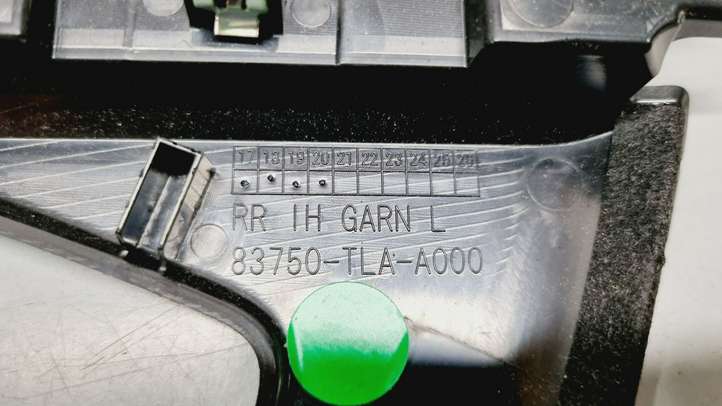 17 18 19 20 21 22 23 24 25 26
RR IH GARN L
83750-TLA-A000